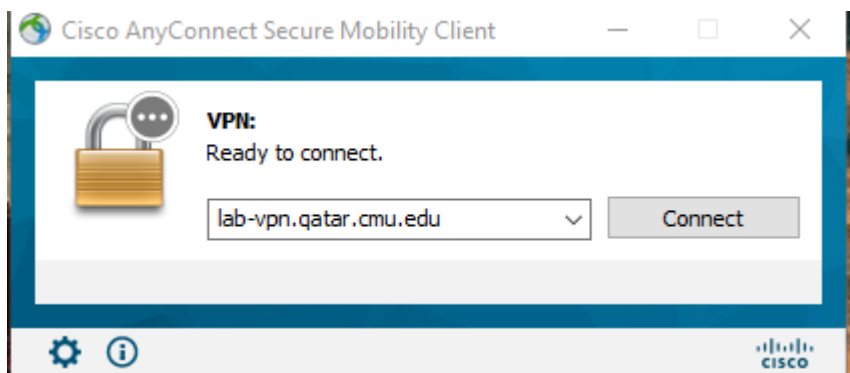 Cisco AnyConnect Secure Mobility Client
VPN:
Ready to connect.
lab-vpn.qatar.cmu.edu
Connect
CISCO